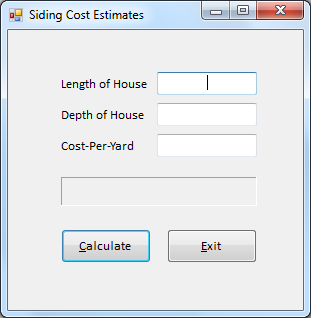 Siding Cost Estimates
Length of House
Depth of House
Cost-Per-Yard
Calculate Exit